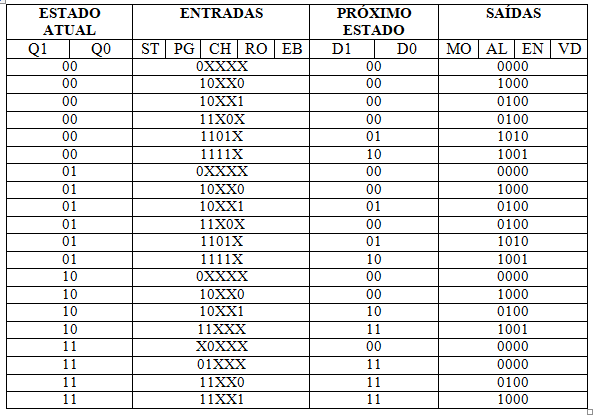 ESTADO ATUAL ENTRADAS PRÓXIMO ESTADO SAÍDAS
Q1 Q0 ST PG CH RO EB D1 D0 MO AL EN VD
00 0XXXX 00 0000
00 10XX0 00 1000
00 10XX1 00 0100
00 11X0X 00 0100
00 1101X 01 1010
00 1111X 10 1001
01 0XXXX 00 0000
01 10XX0 00 1000
01 10XX1 01 0100
01 11X0X 00 0100
01 1101X 01 1010
01 1111X 10 1001
10 0XXXX 00 0000
10 10XX0 00 1000
10 10XX1 10 0100
10 11XXX 11 1001
11 X0XXX 00 0000
11 01XXX 11 0000
11 11XX0 11 0100
11 11XX1 11 1000